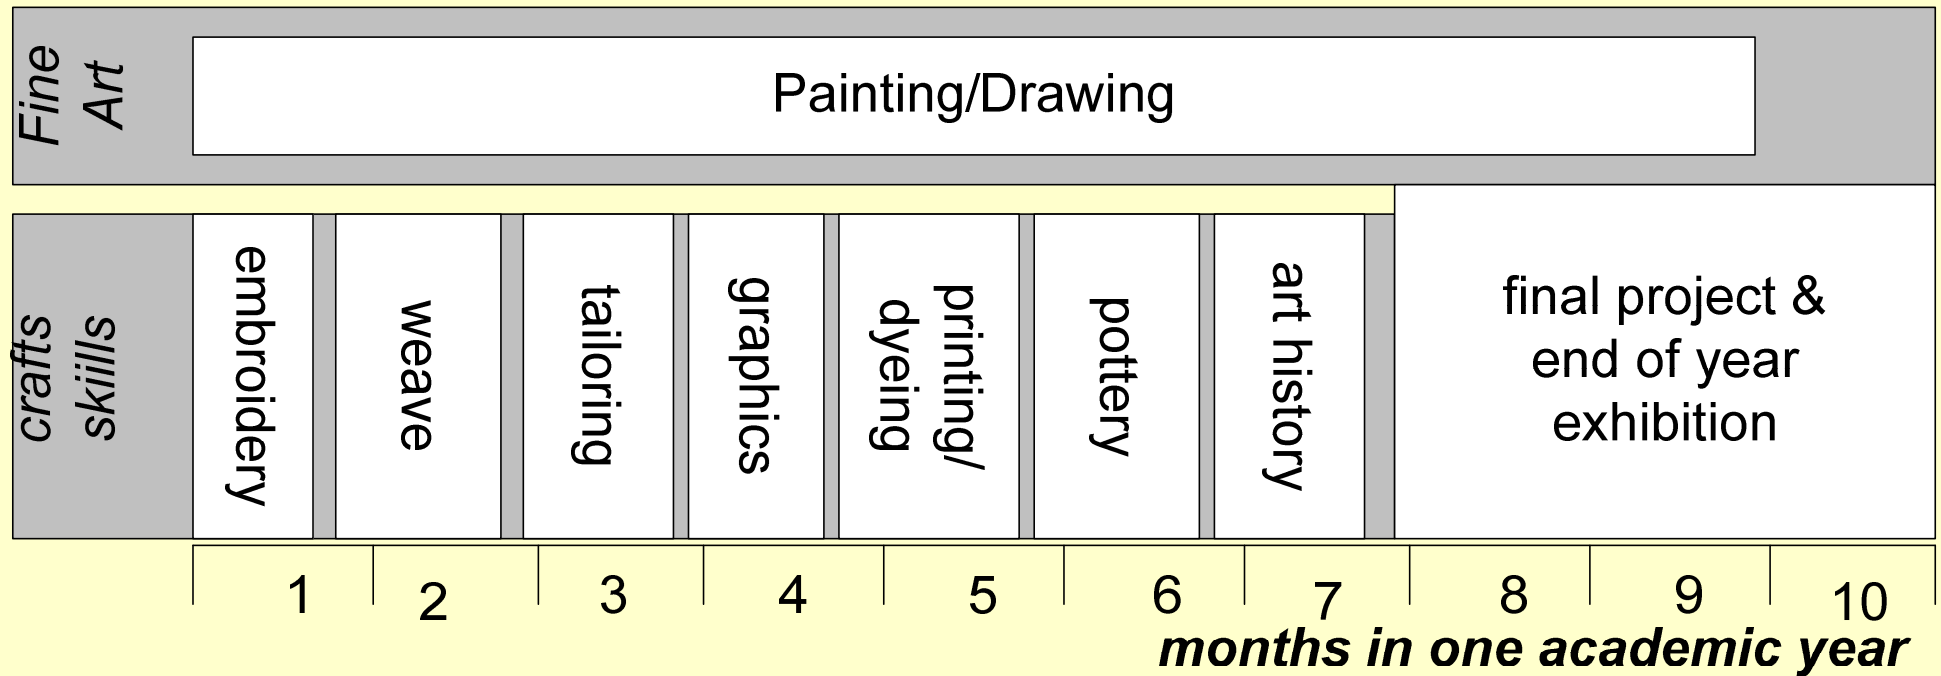 Fine
Art
Painting/Drawing
crafts
skiills
embroidery
weave
tailoring
graphics
printing/
dyeing
pottery
art history
final project &
end of year
exhibition
1 2 3 4 5 6 7 8 9 10
months in one academic year